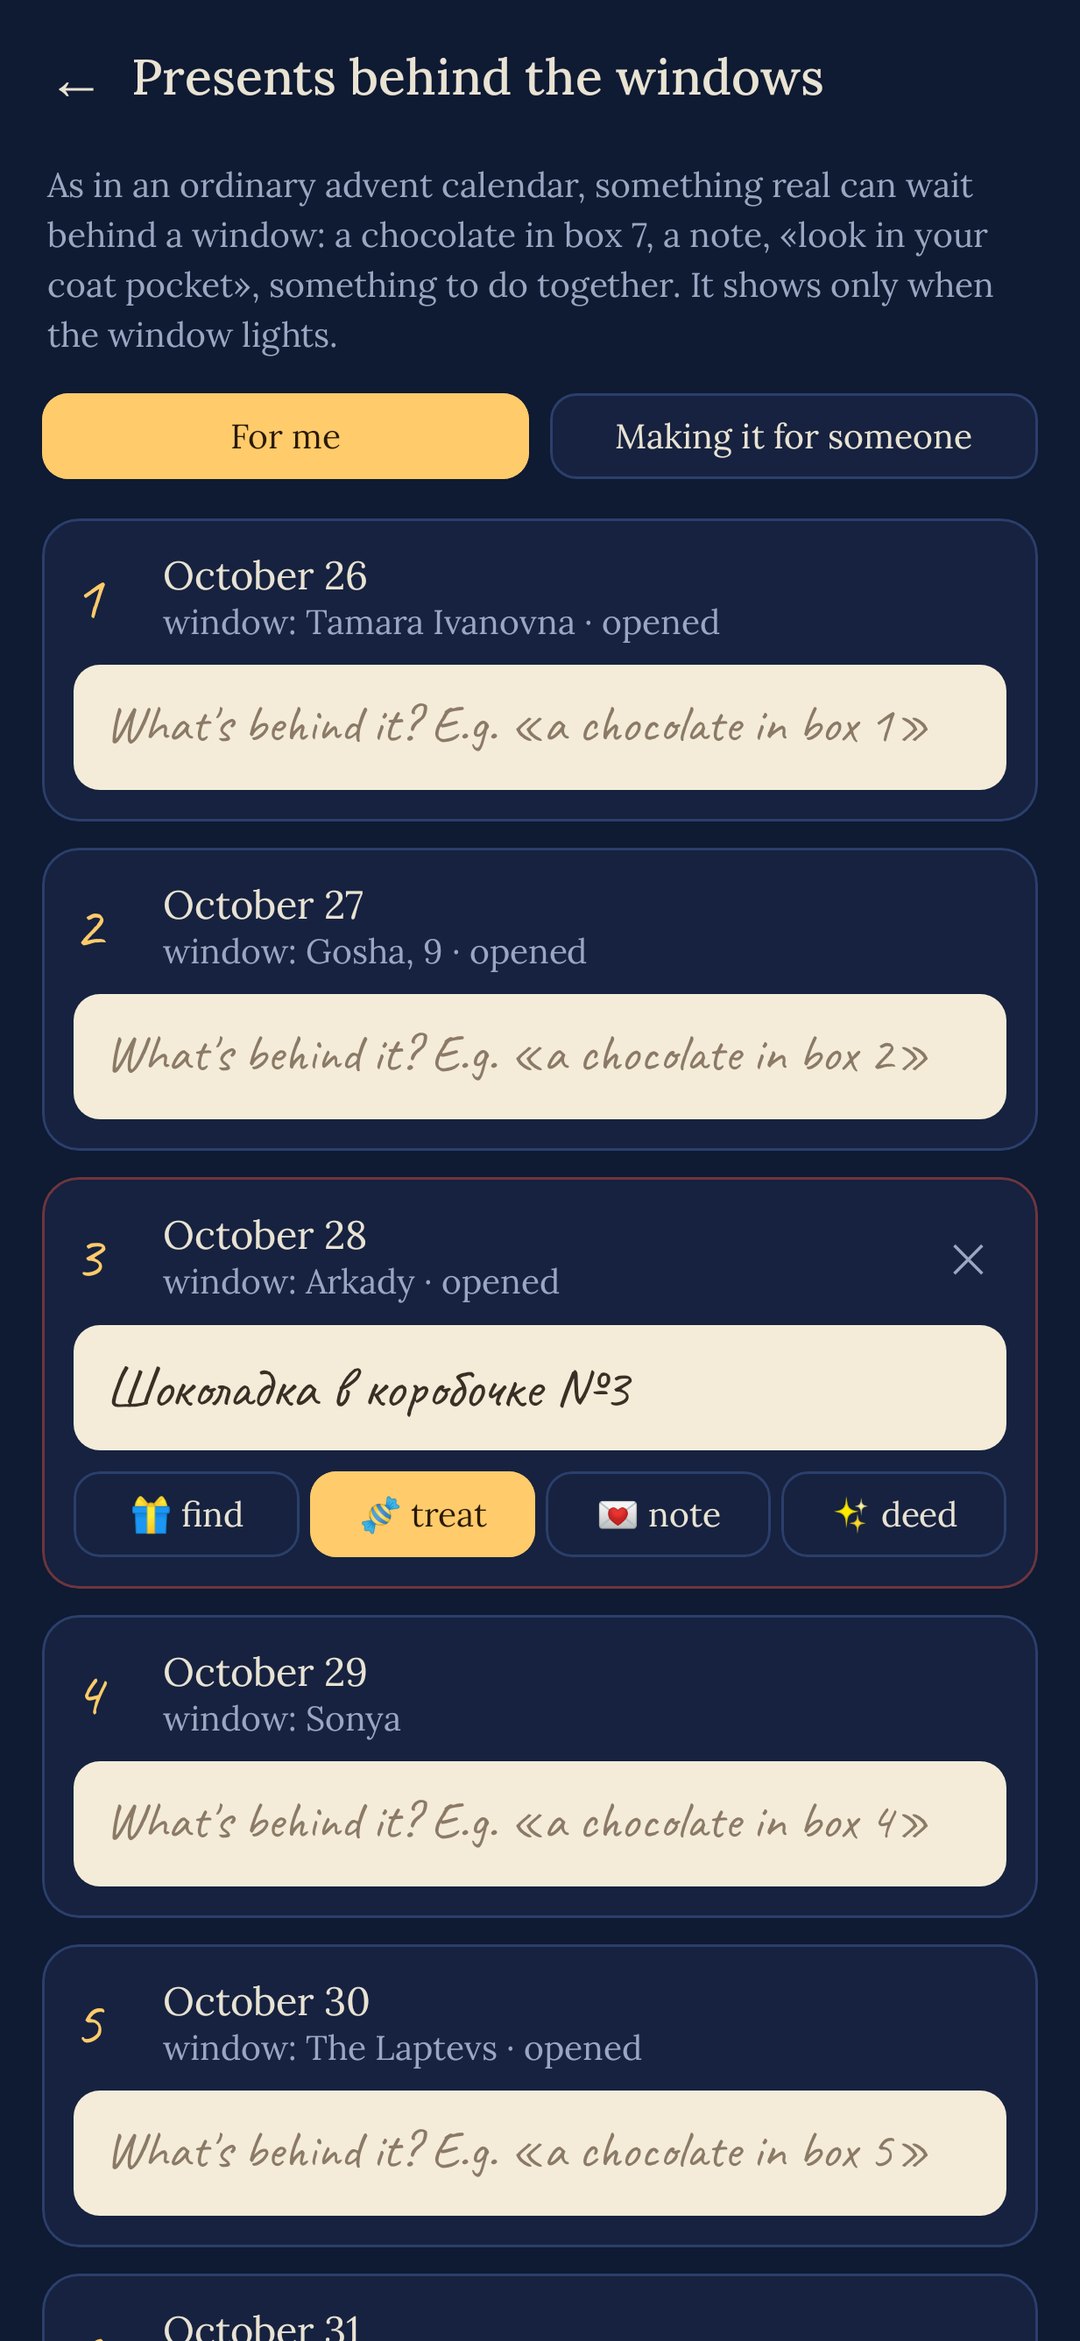 ← Presents behind the windows
As in an ordinary advent calendar, something real can wait
behind a window: a chocolate in box 7, a note, «look in your
coat pocket», something to do together. It shows only when
the window lights.
For me
Making it for someone
1
October 26
window: Tamara Ivanovna · opened
What's behind it? E.g. «a chocolate in box 1»
2
October 27
window: Gosha, 9 · opened
What's behind it? E.g. «a chocolate in box 2»
3
October 28
window: Arkady · opened
Шоколадка в коробочке №3
find
treat
note
deed
4
October 29
window: Sonya
What's behind it? E.g. «a chocolate in box 4»
5
October 30
window: The Laptevs · opened
What's behind it? E.g. «a chocolate in box 5»
October 31